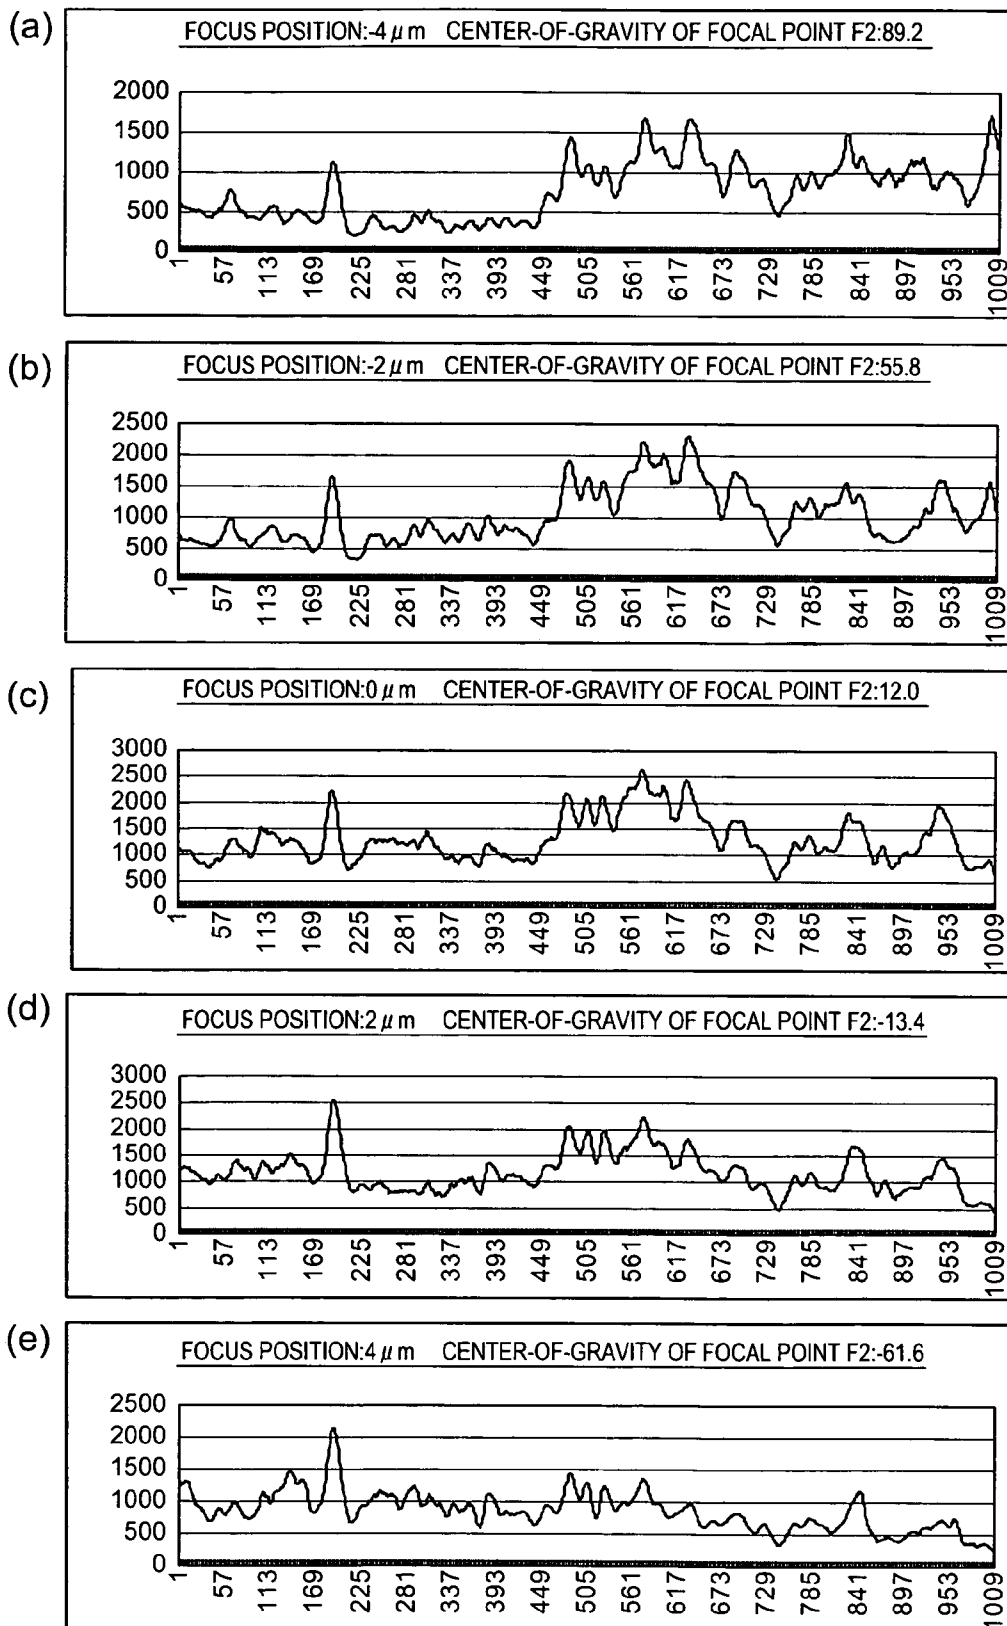 (a)
FOCUS POSITION:-4 μm CENTER-OF-GRAVITY OF FOCAL POINT F2:89.2
2000
1500
1000
500
0
1 57 113 169 225 281 337 393 449 505 561 617 673 729 785 841 897 953 1009
(b)
FOCUS POSITION:-2 μm CENTER-OF-GRAVITY OF FOCAL POINT F2:55.8
2500
2000
1500
1000
500
0
1 57 113 169 225 281 337 393 449 505 561 617 673 729 785 841 897 953 1009
(c)
FOCUS POSITION:0 μm CENTER-OF-GRAVITY OF FOCAL POINT F2:12.0
3000
2500
2000
1500
1000
500
0
1 57 113 169 225 281 337 393 449 505 561 617 673 729 785 841 897 953 1009
(d)
FOCUS POSITION:2 μm CENTER-OF-GRAVITY OF FOCAL POINT F2:-13.4
3000
2500
2000
1500
1000
500
0
1 57 113 169 225 281 337 393 449 505 561 617 673 729 785 841 897 953 1009
(e)
FOCUS POSITION:4 μm CENTER-OF-GRAVITY OF FOCAL POINT F2:-61.6
2500
2000
1500
1000
500
0
1 57 113 169 225 281 337 393 449 505 561 617 673 729 785 841 897 953 1009